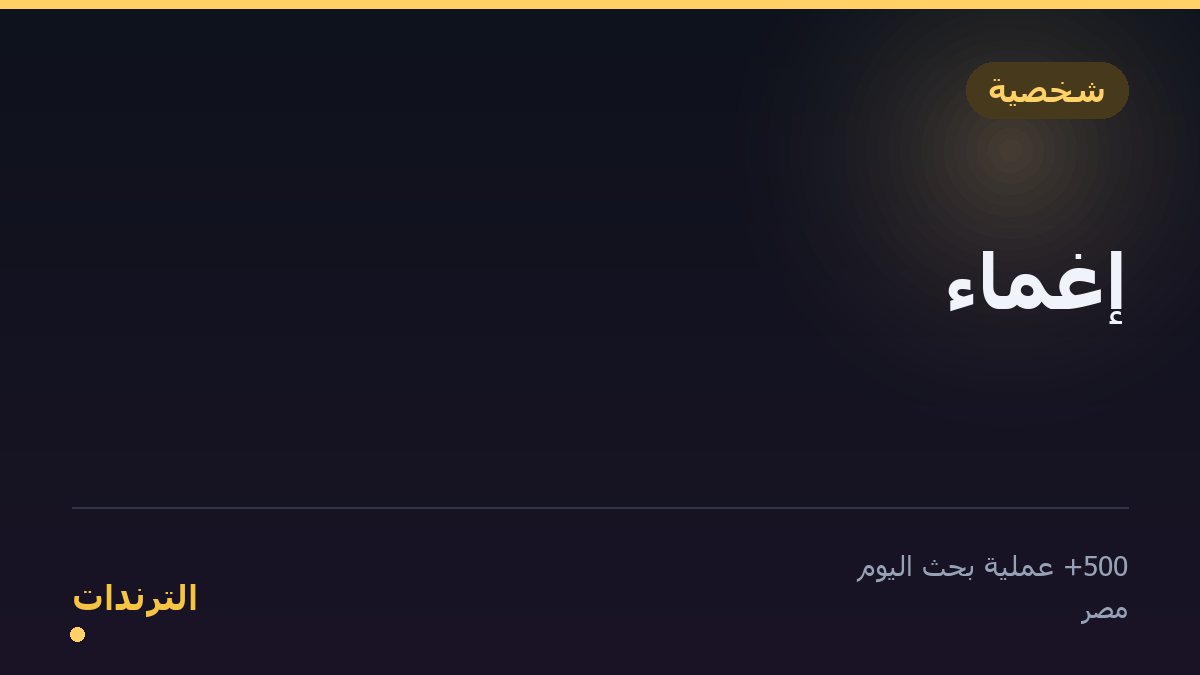 شخصية
إغماء
500+ عملية بحث اليوم
مصر
الترندات